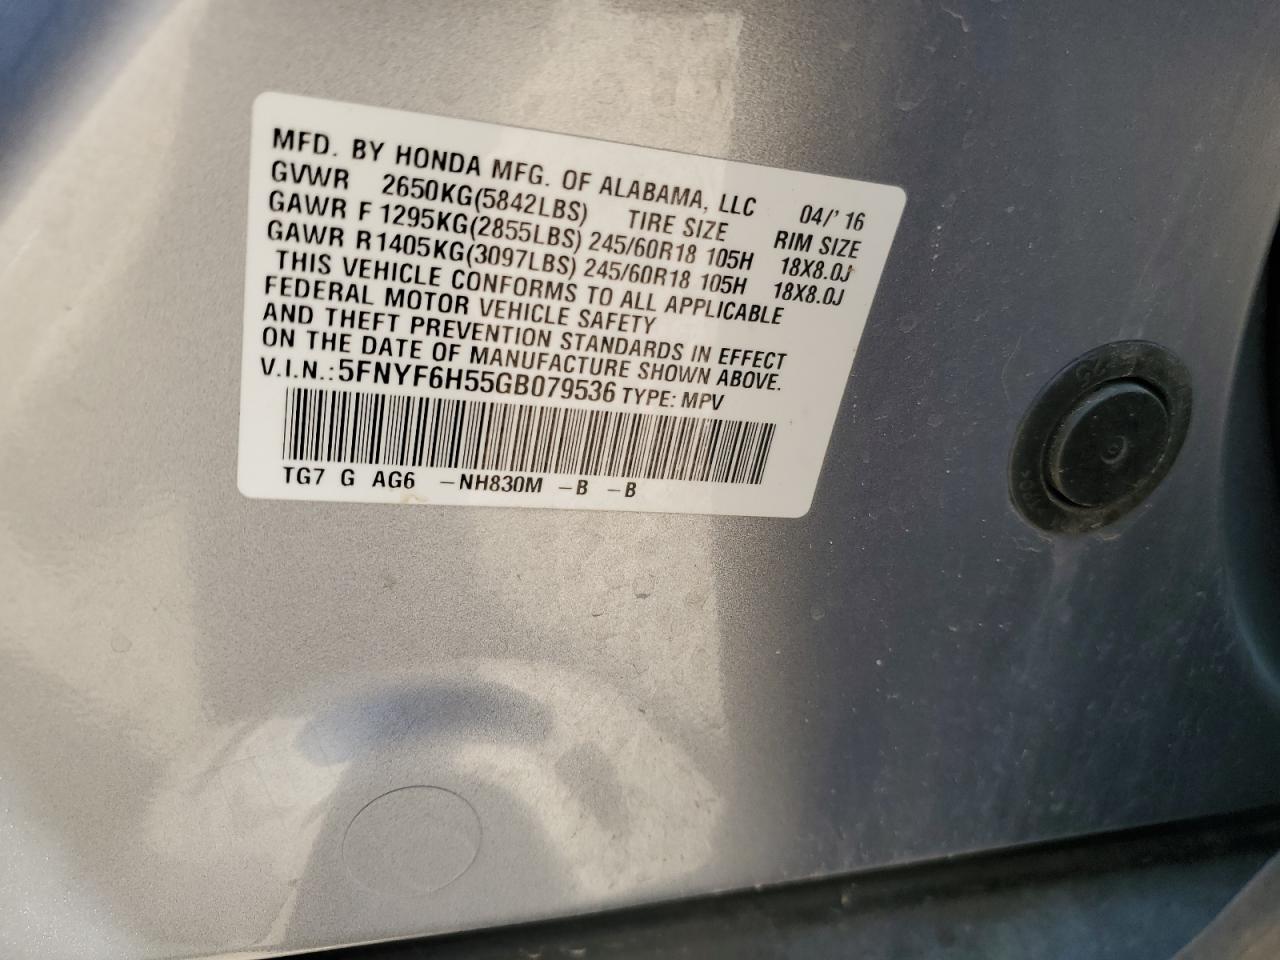 MFD. BY HONDA MFG. OF ALABAMA, LLC 04/'16
GVWR 2650KG(5842LBS) TIRE SIZE RIM SIZE
GAWR F 1295KG(2855LBS) 245/60R18 105H 18X8.0J
GAWR R1405KG(3097LBS) 245/60R18 105H 18X8.0J
THIS VEHICLE CONFORMS TO ALL APPLICABLE
FEDERAL MOTOR VEHICLE SAFETY
AND THEFT PREVENTION STANDARDS IN EFFECT
ON THE DATE OF MANUFACTURE SHOWN ABOVE.
V.I.N.:5FNYF6H55GB079536 TYPE: MPV
TG7 G AG6 -NH830M -B -B